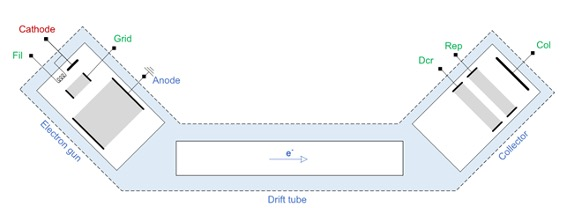 Cathode
Grid
Fil
Anode
Electron gun
e-
Drift tube
Rep
Col
Dcr
Collector